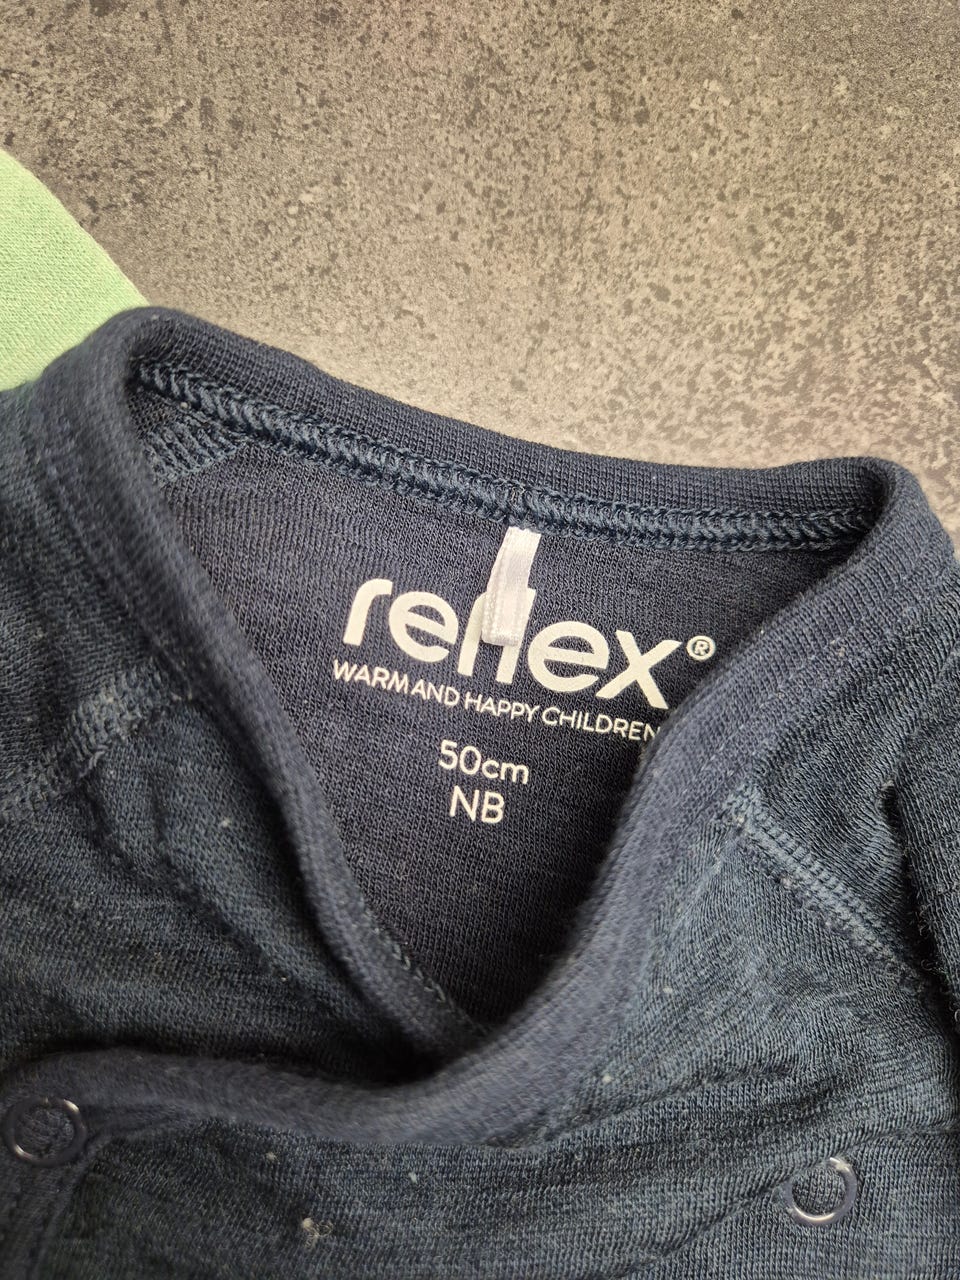 reflex®
WARM AND HAPPY CHILDREN
50cm
NB